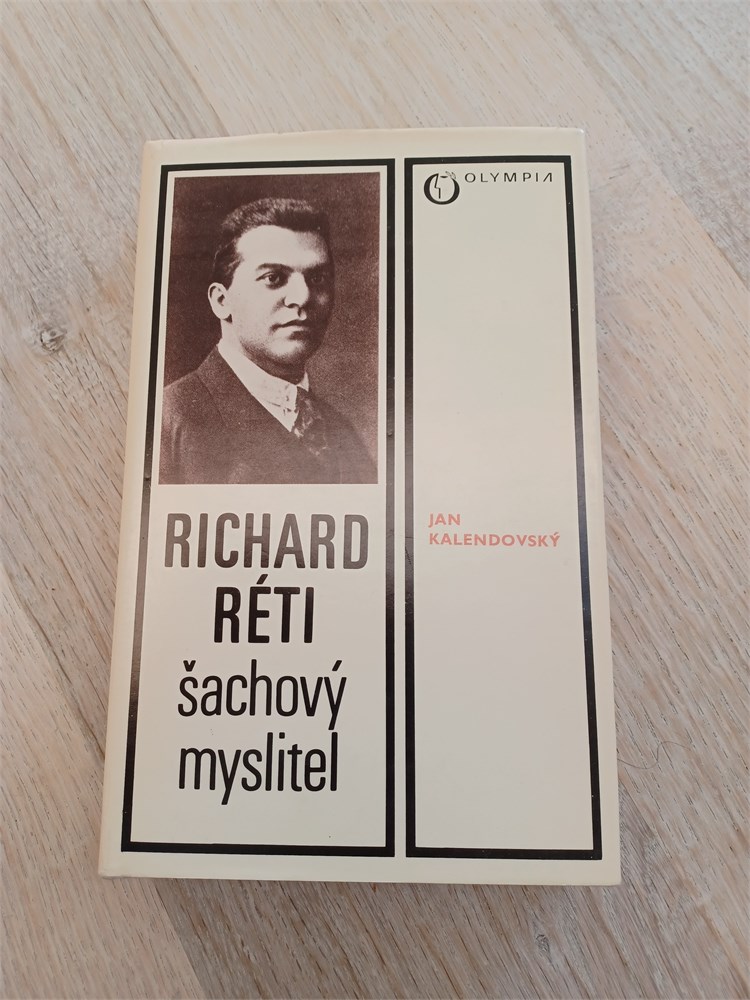 RICHARD
RÉTI
šachový
myslitel
OLYMPIA
JAN
KALENDOVSKÝ